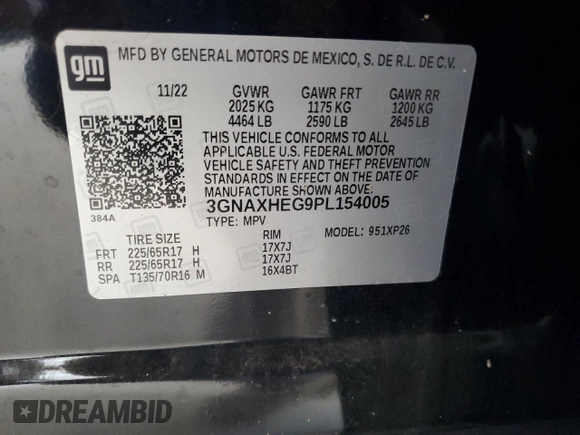 gm
MFD BY GENERAL MOTORS DE MEXICO, S. DE R.L. DE C.V.
11/22 GVWR GAWR FRT GAWR RR
2025 KG 1175 KG 1200 KG
4464 LB 2590 LB 2645 LB
THIS VEHICLE CONFORMS TO ALL
APPLICABLE U.S. FEDERAL MOTOR
VEHICLE SAFETY AND THEFT PREVENTION
STANDARDS IN EFFECT ON THE DATE OF
MANUFACTURE SHOWN ABOVE.
384A 3GNAXHEG9PL154005
TYPE: MPV MODEL: 951XP26
TIRE SIZE RIM
FRT 225/65R17 H 17X7J
RR 225/65R17 H 17X7J
SPA T135/70R16 M 16X4BT
DREAMBID